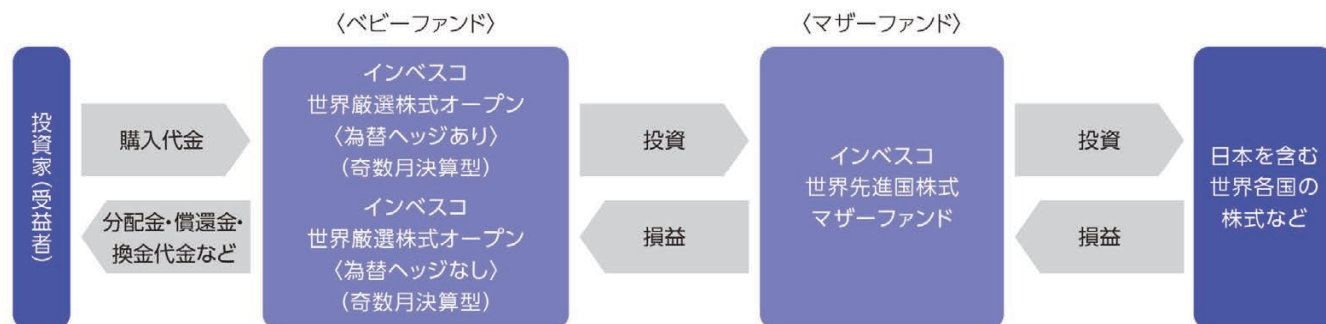 〈ベビーファンド〉
〈マザーファンド〉
投資家(受益者)
購入代金
分配金・償還金・
換金代金など
インベスコ
世界厳選株式オープン
〈為替ヘッジあり〉
(奇数月決算型)
インベスコ
世界厳選株式オープン
〈為替ヘッジなし〉
(奇数月決算型)
投資
損益
インベスコ
世界先進国株式
マザーファンド
投資
損益
日本を含む
世界各国の
株式など